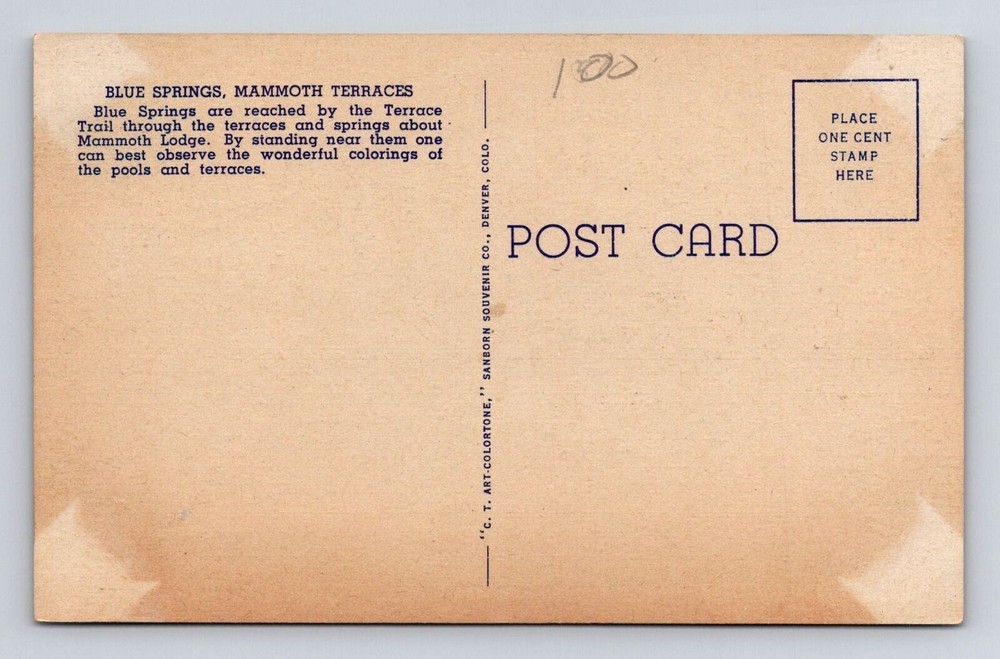 BLUE SPRINGS, MAMMOTH TERRACES
Blue Springs are reached by the Terrace
Trail through the terraces and springs about
Mammoth Lodge. By standing near them one
can best observe the wonderful colorings of
the pools and terraces.
"C. T. ART-COLORTONE," SANBORN SOUVENIR CO., DENVER, COLO.
1.00
POST CARD
PLACE
ONE CENT
STAMP
HERE